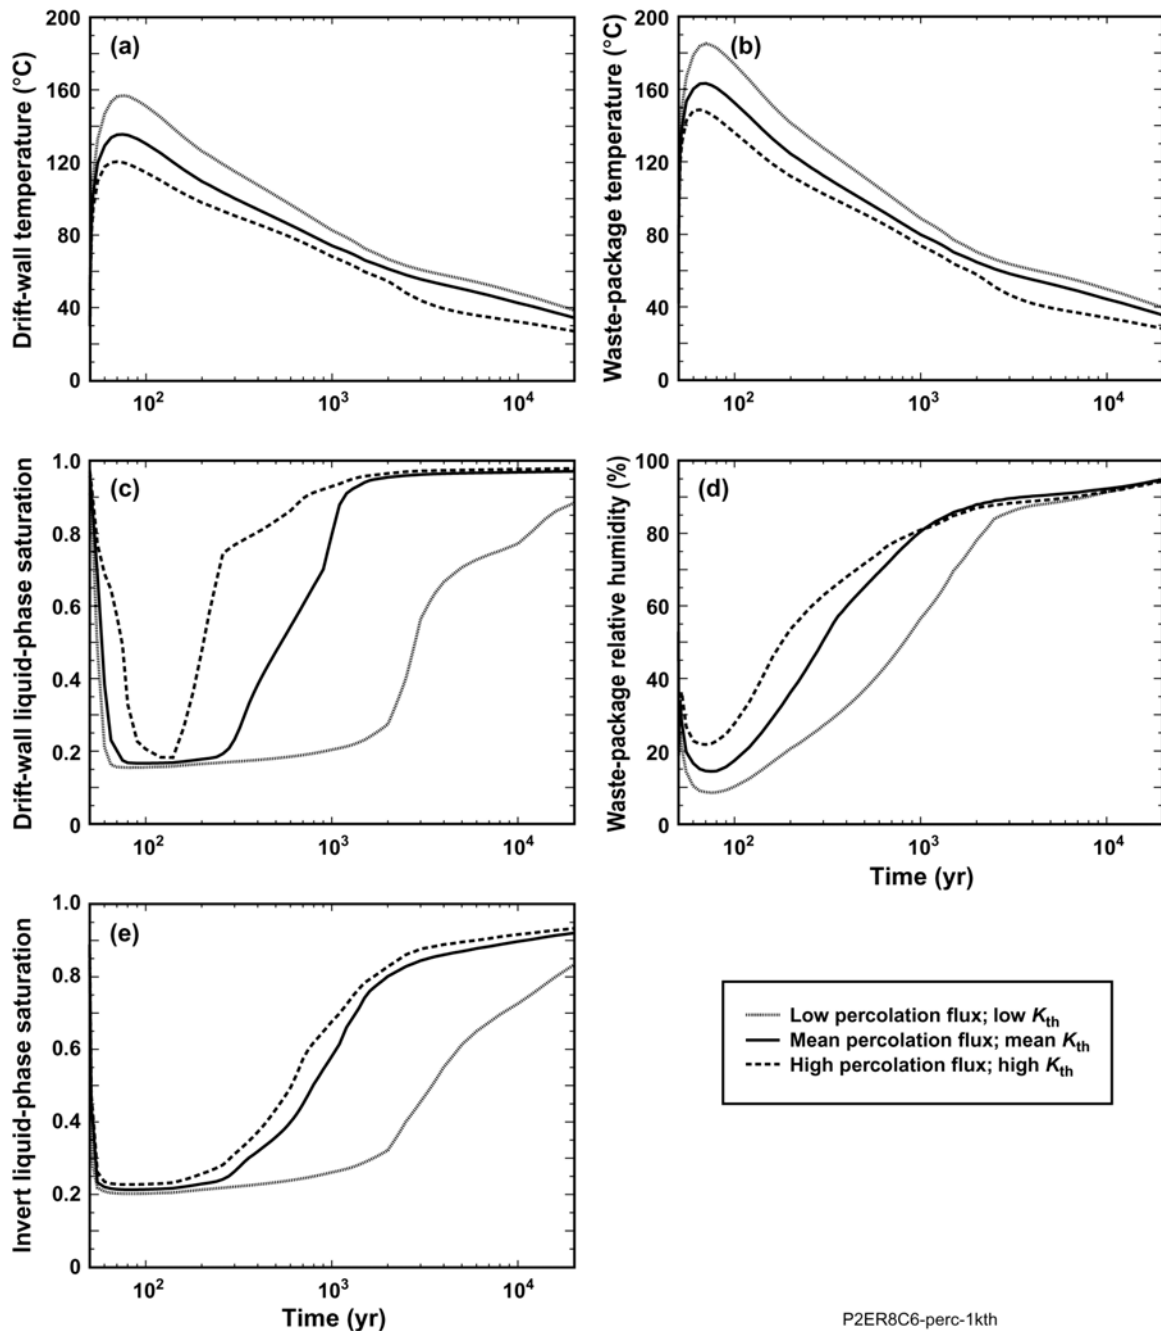 (a)
Drift-wall temperature (°C)
200
160
120
80
40
0
10²
10³
10⁴
(b)
Waste-package temperature (°C)
200
160
120
80
40
0
10²
10³
10⁴
(c)
Drift-wall liquid-phase saturation
1.0
0.8
0.6
0.4
0.2
0
10²
10³
10⁴
(d)
Waste-package relative humidity (%)
100
80
60
40
20
0
10²
10³
10⁴
Time (yr)
(e)
Invert liquid-phase saturation
1.0
0.8
0.6
0.4
0.2
0
10²
10³
10⁴
Time (yr)
Low percolation flux; low Kth
Mean percolation flux; mean Kth
High percolation flux; high Kth
P2ER8C6-perc-1kth